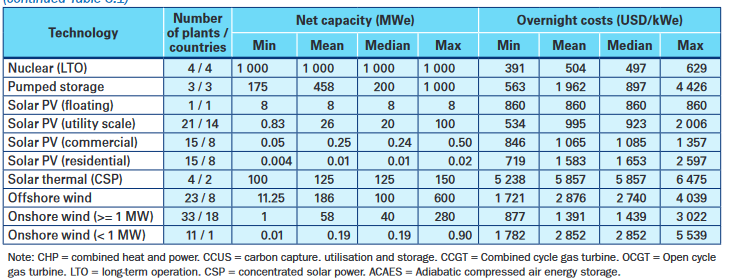 (continued Table 6.1)
Technology Number of plants / countries Net capacity (MWe) Overnight costs (USD/kWe)
Min Mean Median Max Min Mean Median Max
Nuclear (LTO) 4 / 4 1 000 1 000 1 000 1 000 391 504 497 629
Pumped storage 3 / 3 175 458 200 1 000 563 1 962 897 4 426
Solar PV (floating) 1 / 1 8 8 8 8 860 860 860 860
Solar PV (utility scale) 21 / 14 0.83 26 20 100 534 995 923 2 006
Solar PV (commercial) 15 / 8 0.05 0.25 0.24 0.50 846 1 065 1 085 1 357
Solar PV (residential) 15 / 8 0.004 0.01 0.01 0.02 719 1 583 1 653 2 597
Solar thermal (CSP) 4 / 2 100 125 125 150 5 238 5 857 5 857 6 475
Offshore wind 23 / 8 11.25 186 100 600 1 721 2 876 2 740 4 039
Onshore wind (>= 1 MW) 33 / 18 1 58 40 280 877 1 391 1 439 3 022
Onshore wind (< 1 MW) 11 / 1 0.01 0.19 0.19 0.90 1 782 2 852 2 852 5 539
Note: CHP = combined heat and power. CCUS = carbon capture. utilisation and storage. CCGT = Combined cycle gas turbine. OCGT = Open cycle
gas turbine. LTO = long-term operation. CSP = concentrated solar power. ACAES = Adiabatic compressed air energy storage.